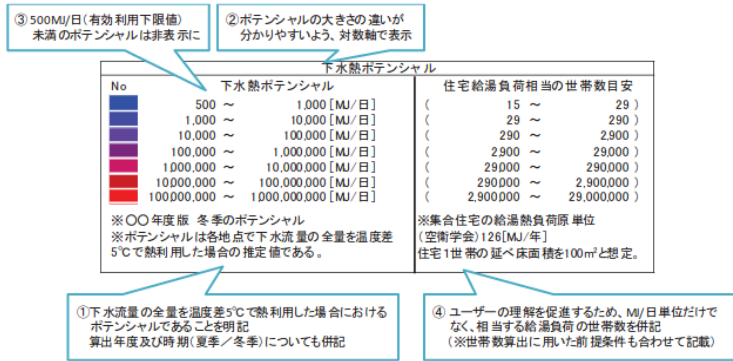 ③500MJ/日(有効利用下限値)
未満のポテンシャルは非表示に
②ポテンシャルの大きさの違いが
分かりやすいよう、対数軸で表示
下水熱ポテンシャル
No 下水熱ポテンシャル 住宅給湯負荷相当の世帯数目安
500 ～ 1,000 [MJ/日] ( 15 ～ 29 )
1,000 ～ 10,000 [MJ/日] ( 29 ～ 290 )
10,000 ～ 100,000 [MJ/日] ( 290 ～ 2,900 )
100,000 ～ 1,000,000 [MJ/日] ( 2,900 ～ 29,000 )
1,000,000 ～ 10,000,000 [MJ/日] ( 29,000 ～ 290,000 )
10,000,000 ～ 100,000,000 [MJ/日] ( 290,000 ～ 2,900,000 )
100,000,000 ～ 1,000,000,000 [MJ/日] ( 2,900,000 ～ 29,000,000 )
※〇〇年度版 冬季のポテンシャル
※ポテンシャルは各地点で下水流量の全量を温度差
5℃で熱利用した場合の推定値である。
※集合住宅の給湯熱負荷原単位
(空衛学会)126[MJ/年]
住宅1世帯の延べ床面積を100㎡と想定。
①下水流量の全量を温度差5℃で熱利用した場合における
ポテンシャルであることを明記
算出年度及び時期(夏季／冬季)についても併記
④ユーザーの理解を促進するため、MJ/日単位だけで
なく、相当する給湯負荷の世帯数を併記
(※世帯数算出に用いた前提条件も合わせて記載)